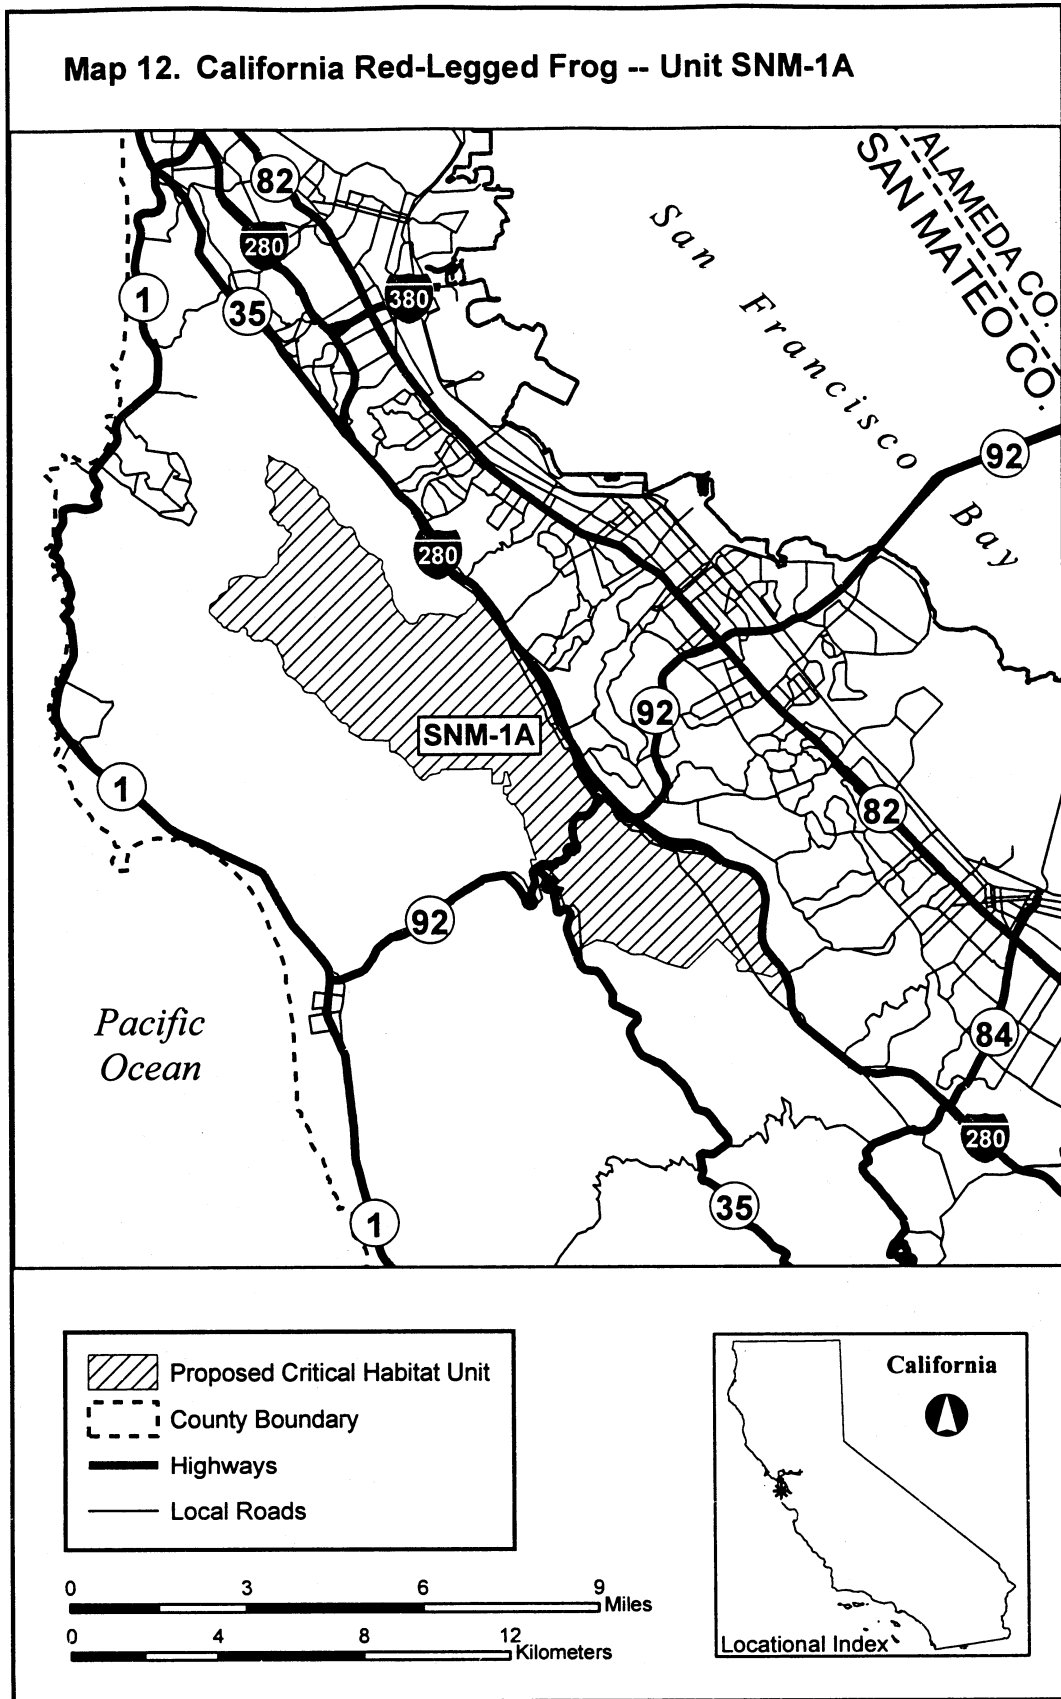 Map 12. California Red-Legged Frog -- Unit SNM-1A
ALAMEDA CO.
SAN MATEO CO.
San Francisco Bay
82
280
380
1
35
92
280
SNM-1A
92
1
82
92
Pacific
Ocean
84
280
35
1
Proposed Critical Habitat Unit
County Boundary
Highways
Local Roads
California
0 3 6 9
Miles
0 4 8 12
Kilometers
Locational Index